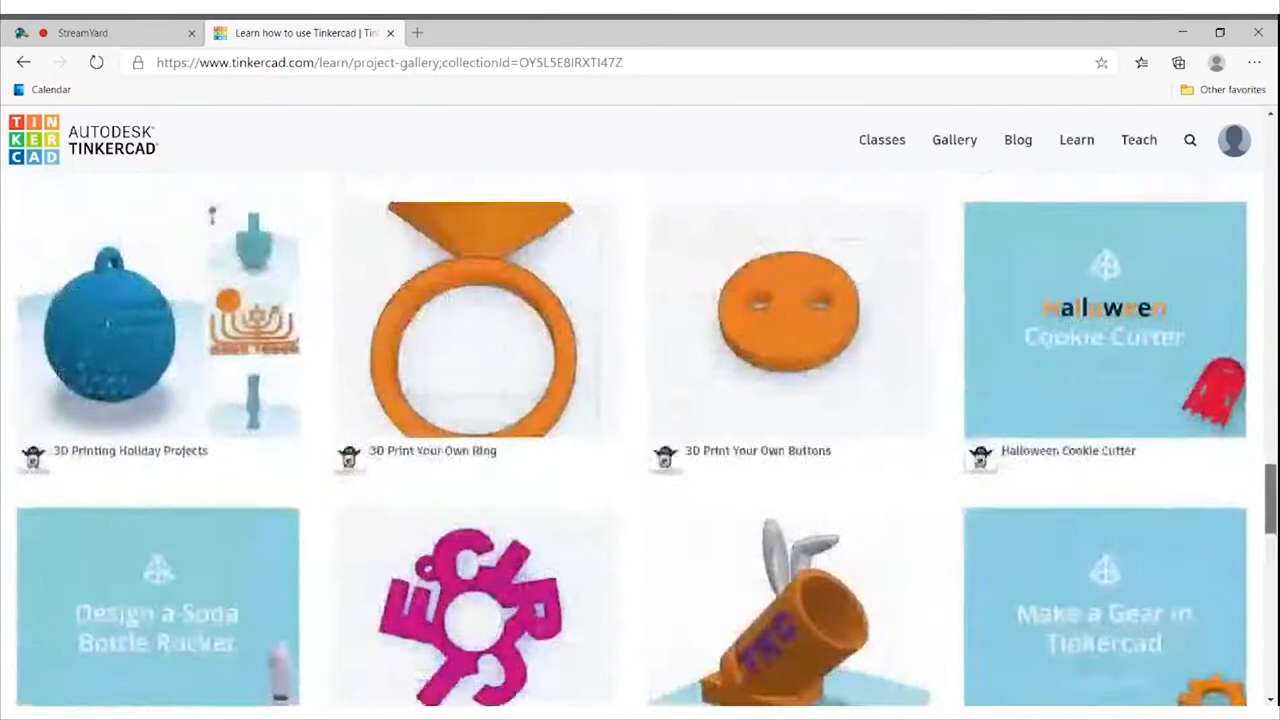 StreamYard
Learn how to use Tinkercad | Tin
https://www.tinkercad.com/learn/project-gallery;collectionId=OY5L5E8IRXTI47Z
Calendar
Other favorites
TIN
KER
CAD
AUTODESK®
TINKERCAD®
Classes
Gallery
Blog
Learn
Teach
Halloween
Cookie Cutter
3D Printing Holiday Projects
3D Print Your Own Ring
3D Print Your Own Buttons
Halloween Cookie Cutter
Design a Soda
Bottle Rocket
TKC
Make a Gear in
Tinkercad